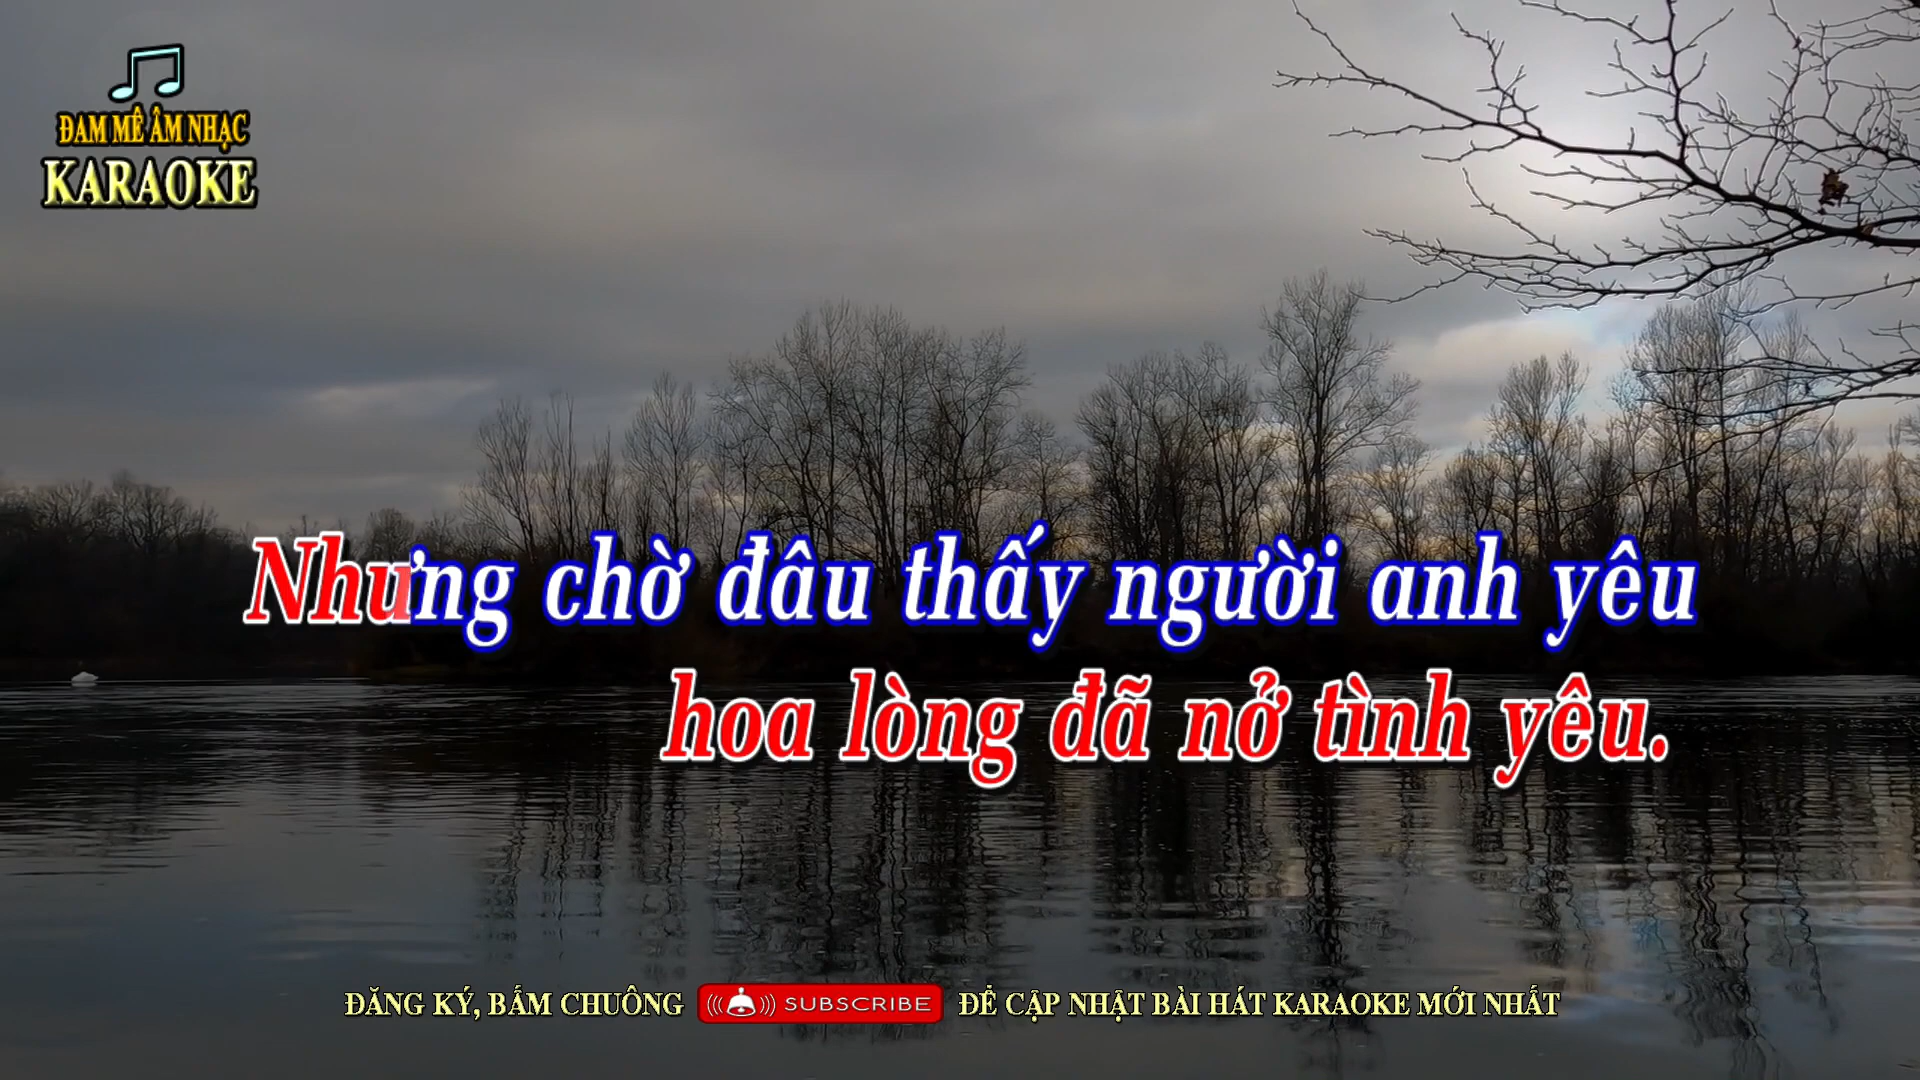 ĐAM MÊ ÂM NHẠC
KARAOKE
Nhưng chờ đâu thấy người anh yêu
hoa lòng đã nở tình yêu.
ĐĂNG KÝ, BẤM CHUÔNG SUBSCRIBE ĐỂ CẬP NHẬT BÀI HÁT KARAOKE MỚI NHẤT